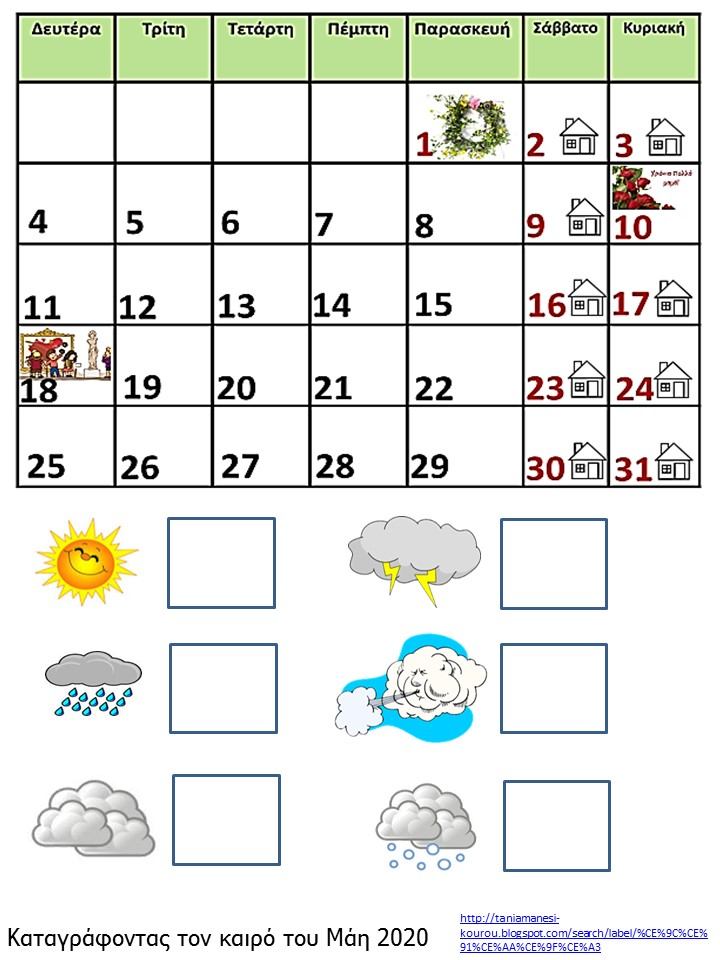 Δευτέρα Τρίτη Τετάρτη Πέμπτη Παρασκευή Σάββατο Κυριακή
1 2 3
Χρόνια Πολλά
μαμά!
4 5 6 7 8 9 10
11 12 13 14 15 16 17
18 19 20 21 22 23 24
25 26 27 28 29 30 31
Καταγράφοντας τον καιρό του Μάη 2020
http://taniamanesi-
kourou.blogspot.com/search/label/%CE%9C%CE%
91%CE%AA%CE%9F%CE%A3